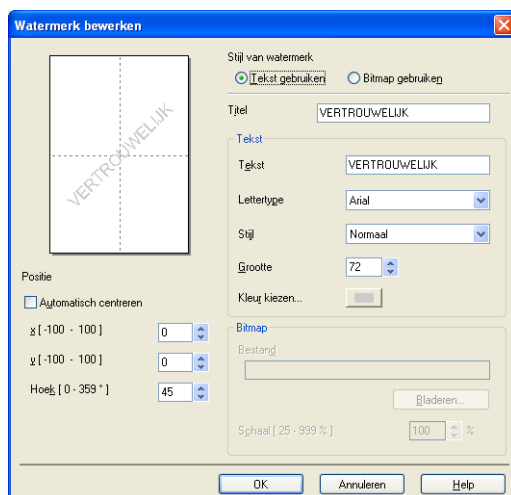 Watermerk bewerken
VERTROUWELIJK
Stijl van watermerk
Tekst gebruiken
Bitmap gebruiken
Titel
VERTROUWELIJK
Tekst
Tekst
VERTROUWELIJK
Lettertype
Arial
Stijl
Normaal
Grootte
72
Kleur kiezen...
Positie
Automatisch centreren
x [ -100 - 100 ]
0
y [ -100 - 100 ]
0
Hoek [ 0 - 359 ° ]
45
Bitmap
Bestand
Bladeren...
Schaal [ 25 - 999 % ]
100
%
OK
Annuleren
Help